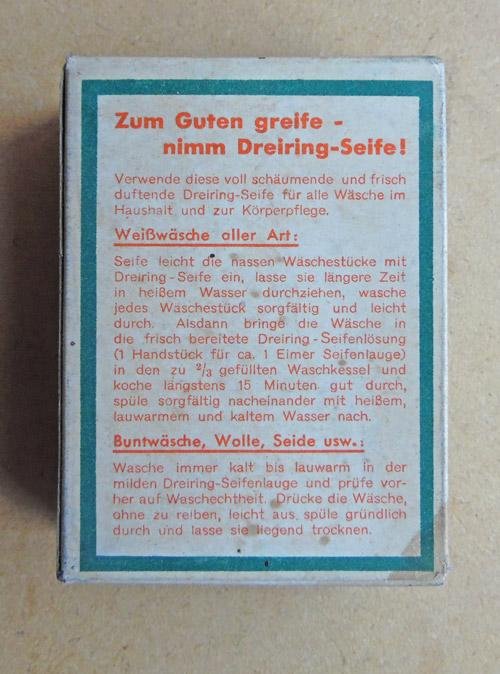 Zum Guten greife -
nimm Dreiring-Seife!
Verwende diese voll schäumende und frisch
duftende Dreiring-Seife für alle Wäsche im
Haushalt und zur Körperpflege.
Weißwäsche aller Art:
Seife leicht die nassen Wäschestücke mit
Dreiring-Seife ein, lasse sie längere Zeit
in heißem Wasser durchziehen, wasche
jedes Wäschestück sorgfältig und leicht
durch. Alsdann bringe die Wäsche in
die frisch bereitete Dreiring-Seifenlösung
(1 Handstück für ca. 1 Eimer Seifenlauge)
in den zu ²/₃ gefüllten Waschkessel und
koche längstens 15 Minuten gut durch,
spüle sorgfältig nacheinander mit heißem,
lauwarmem und kaltem Wasser nach.
Buntwäsche, Wolle, Seide usw.:
Wasche immer kalt bis lauwarm in der
milden Dreiring-Seifenlauge und prüfe vor-
her auf Waschechtheit. Drücke die Wäsche,
ohne zu reiben, leicht aus, spüle gründlich
durch und lasse sie liegend trocknen.